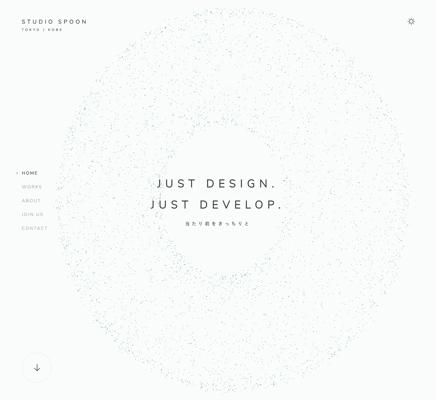 STUDIO SPOON
TOKYO | KOBE
HOME
WORKS
ABOUT
JOIN US
CONTACT
JUST DESIGN.
JUST DEVELOP.
当たり前をきっちりと